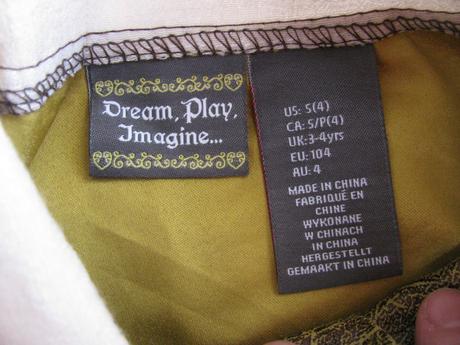 Dream, Play,
Imagine...
US: S(4)
CA: S/P(4)
UK:3-4yrs
EU: 104
AU: 4
MADE IN CHINA
FABRIQUÉ EN
CHINE
WYKONANE
W CHINACH
IN CHINA
HERGESTELLT
GEMAAKT IN CHINA